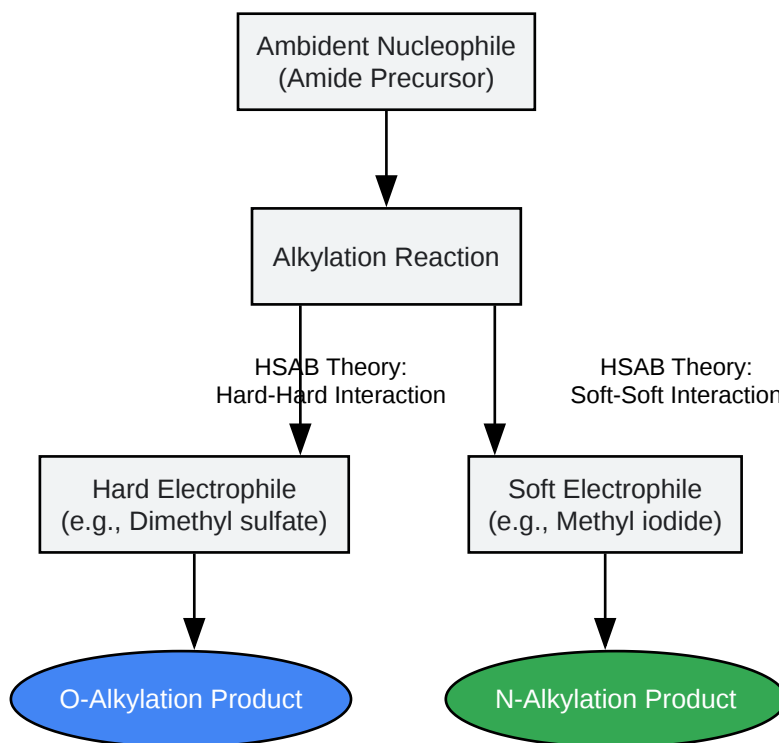 Ambident Nucleophile
(Amide Precursor)
Alkylation Reaction
HSAB Theory:
Hard-Hard Interaction
HSAB Theory:
Soft-Soft Interaction
Hard Electrophile
(e.g., Dimethyl sulfate)
Soft Electrophile
(e.g., Methyl iodide)
O-Alkylation Product
N-Alkylation Product